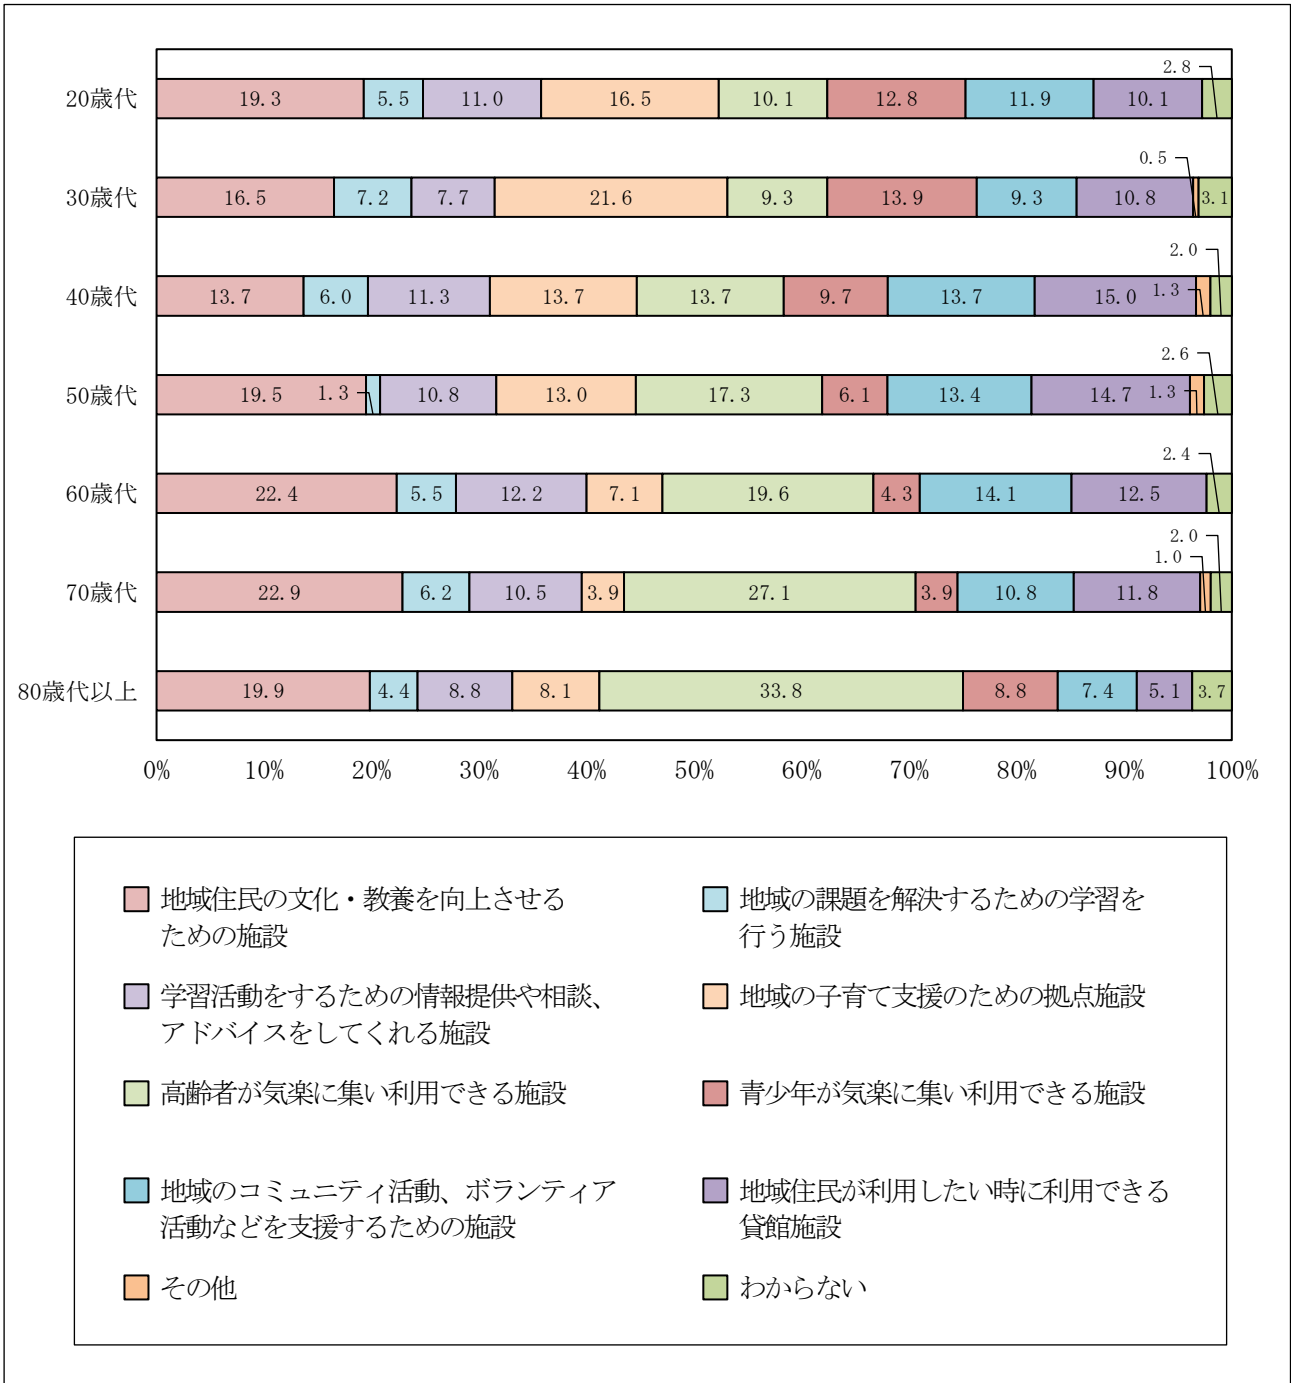 2.8
20歳代 19.3 5.5 11.0 16.5 10.1 12.8 11.9 10.1
0.5
30歳代 16.5 7.2 7.7 21.6 9.3 13.9 9.3 10.8 3.1
2.0
40歳代 13.7 6.0 11.3 13.7 13.7 9.7 13.7 15.0 1.3
2.6
50歳代 19.5 1.3 10.8 13.0 17.3 6.1 13.4 14.7 1.3
2.4
60歳代 22.4 5.5 12.2 7.1 19.6 4.3 14.1 12.5
2.0
1.0
70歳代 22.9 6.2 10.5 3.9 27.1 3.9 10.8 11.8
80歳代以上 19.9 4.4 8.8 8.1 33.8 8.8 7.4 5.1 3.7
0% 10% 20% 30% 40% 50% 60% 70% 80% 90% 100%
地域住民の文化・教養を向上させる
ための施設
地域の課題を解決するための学習を
行う施設
学習活動をするための情報提供や相談、
アドバイスをしてくれる施設
地域の子育て支援のための拠点施設
高齢者が気楽に集い利用できる施設
青少年が気楽に集い利用できる施設
地域のコミュニティ活動、ボランティア
活動などを支援するための施設
地域住民が利用したい時に利用できる
貸館施設
その他
わからない